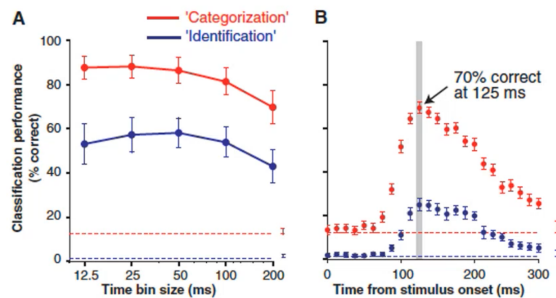 A
'Categorization'
'Identification'
B
Classification performance
(% correct)
100
80
60
40
20
0
12.5 25 50 100 200
Time bin size (ms)
70% correct
at 125 ms
0 100 200 300
Time from stimulus onset (ms)